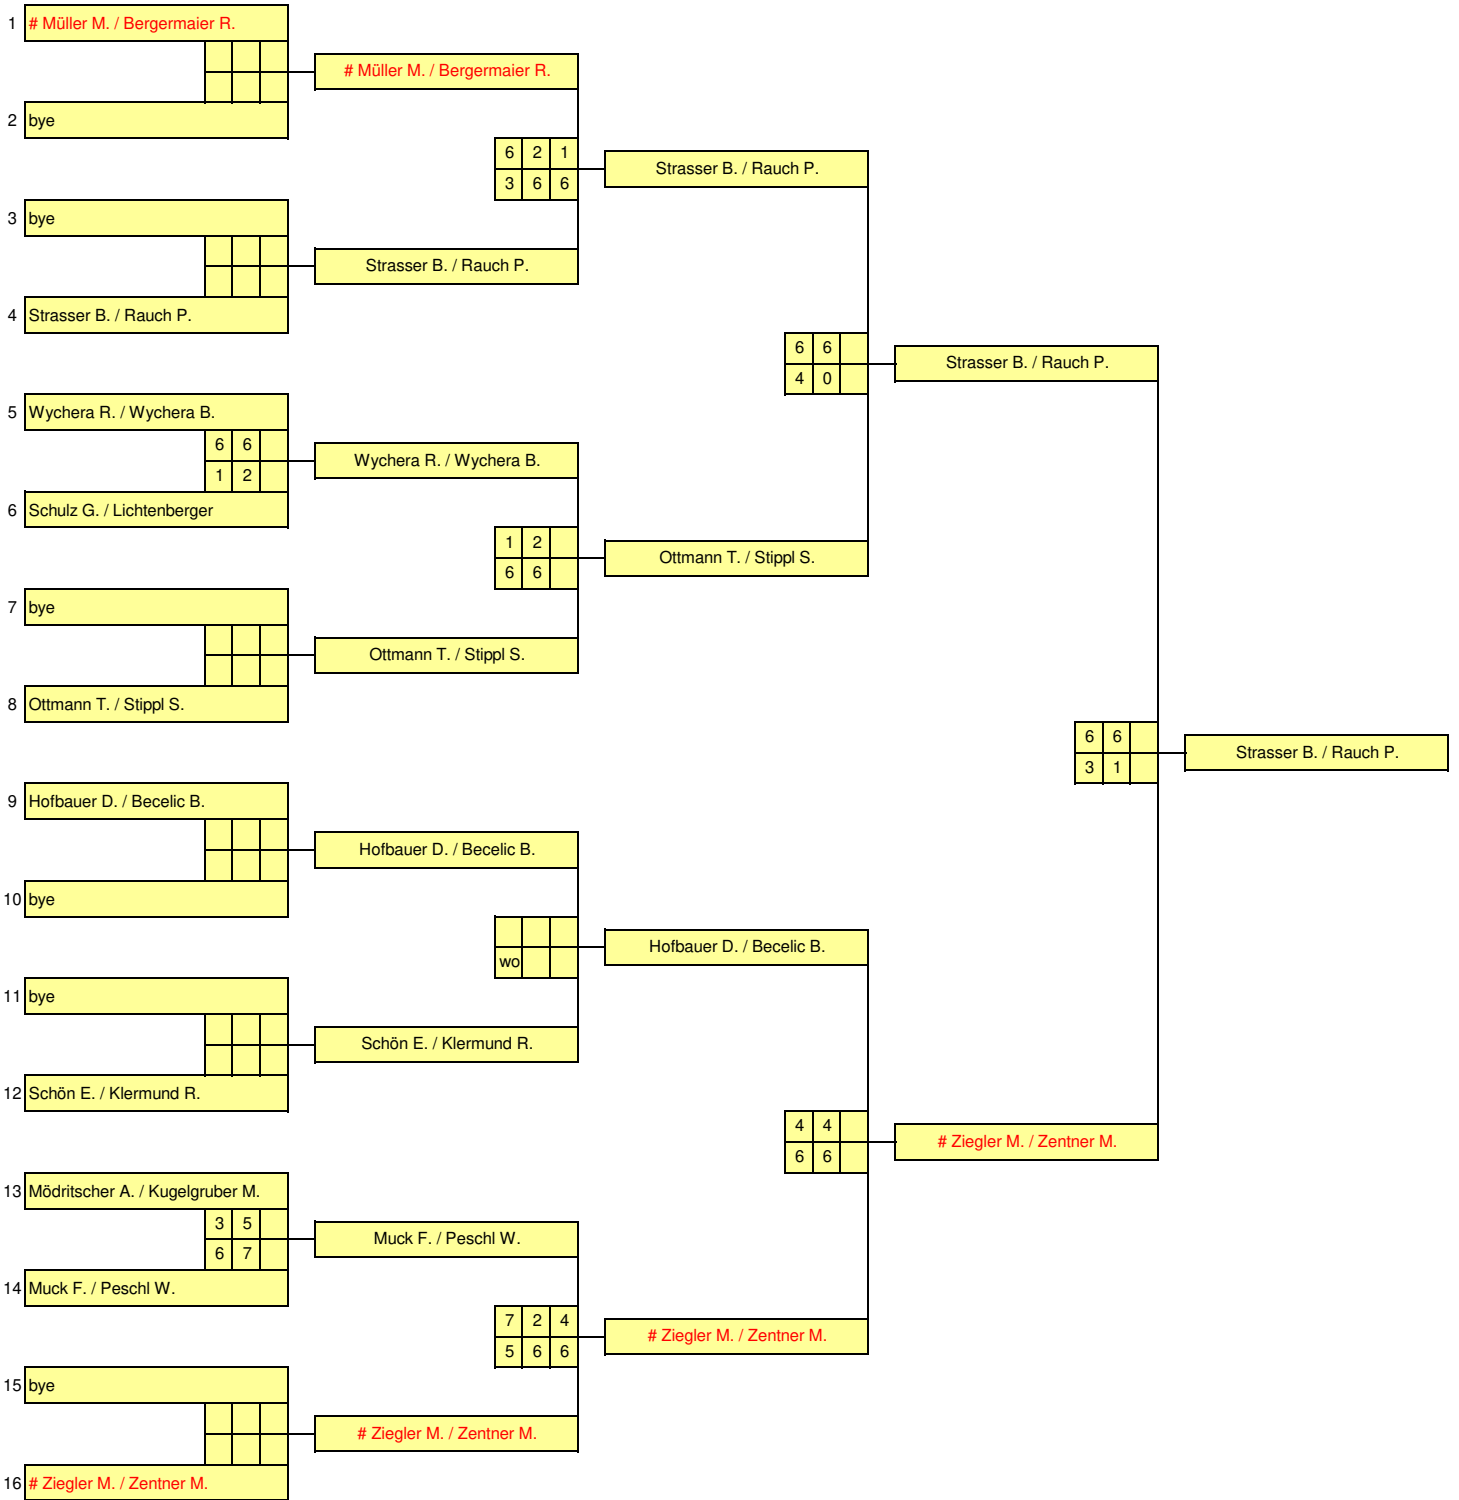 1 # Müller M. / Bergermaier R.
# Müller M. / Bergermaier R.
2 bye
6 2 1
Strasser B. / Rauch P.
3 6 6
3 bye
Strasser B. / Rauch P.
4 Strasser B. / Rauch P.
6 6
Strasser B. / Rauch P.
4 0
5 Wychera R. / Wychera B.
6 6
Wychera R. / Wychera B.
1 2
6 Schulz G. / Lichtenberger
1 2
Ottmann T. / Stippl S.
6 6
7 bye
Ottmann T. / Stippl S.
8 Ottmann T. / Stippl S.
6 6
Strasser B. / Rauch P.
3 1
9 Hofbauer D. / Becelic B.
Hofbauer D. / Becelic B.
10 bye
Hofbauer D. / Becelic B.
wo
11 bye
Schön E. / Klermund R.
12 Schön E. / Klermund R.
4 4
# Ziegler M. / Zentner M.
6 6
13 Mödritscher A. / Kugelgruber M.
3 5
Muck F. / Peschl W.
6 7
14 Muck F. / Peschl W.
7 2 4
# Ziegler M. / Zentner M.
5 6 6
15 bye
# Ziegler M. / Zentner M.
16 # Ziegler M. / Zentner M.